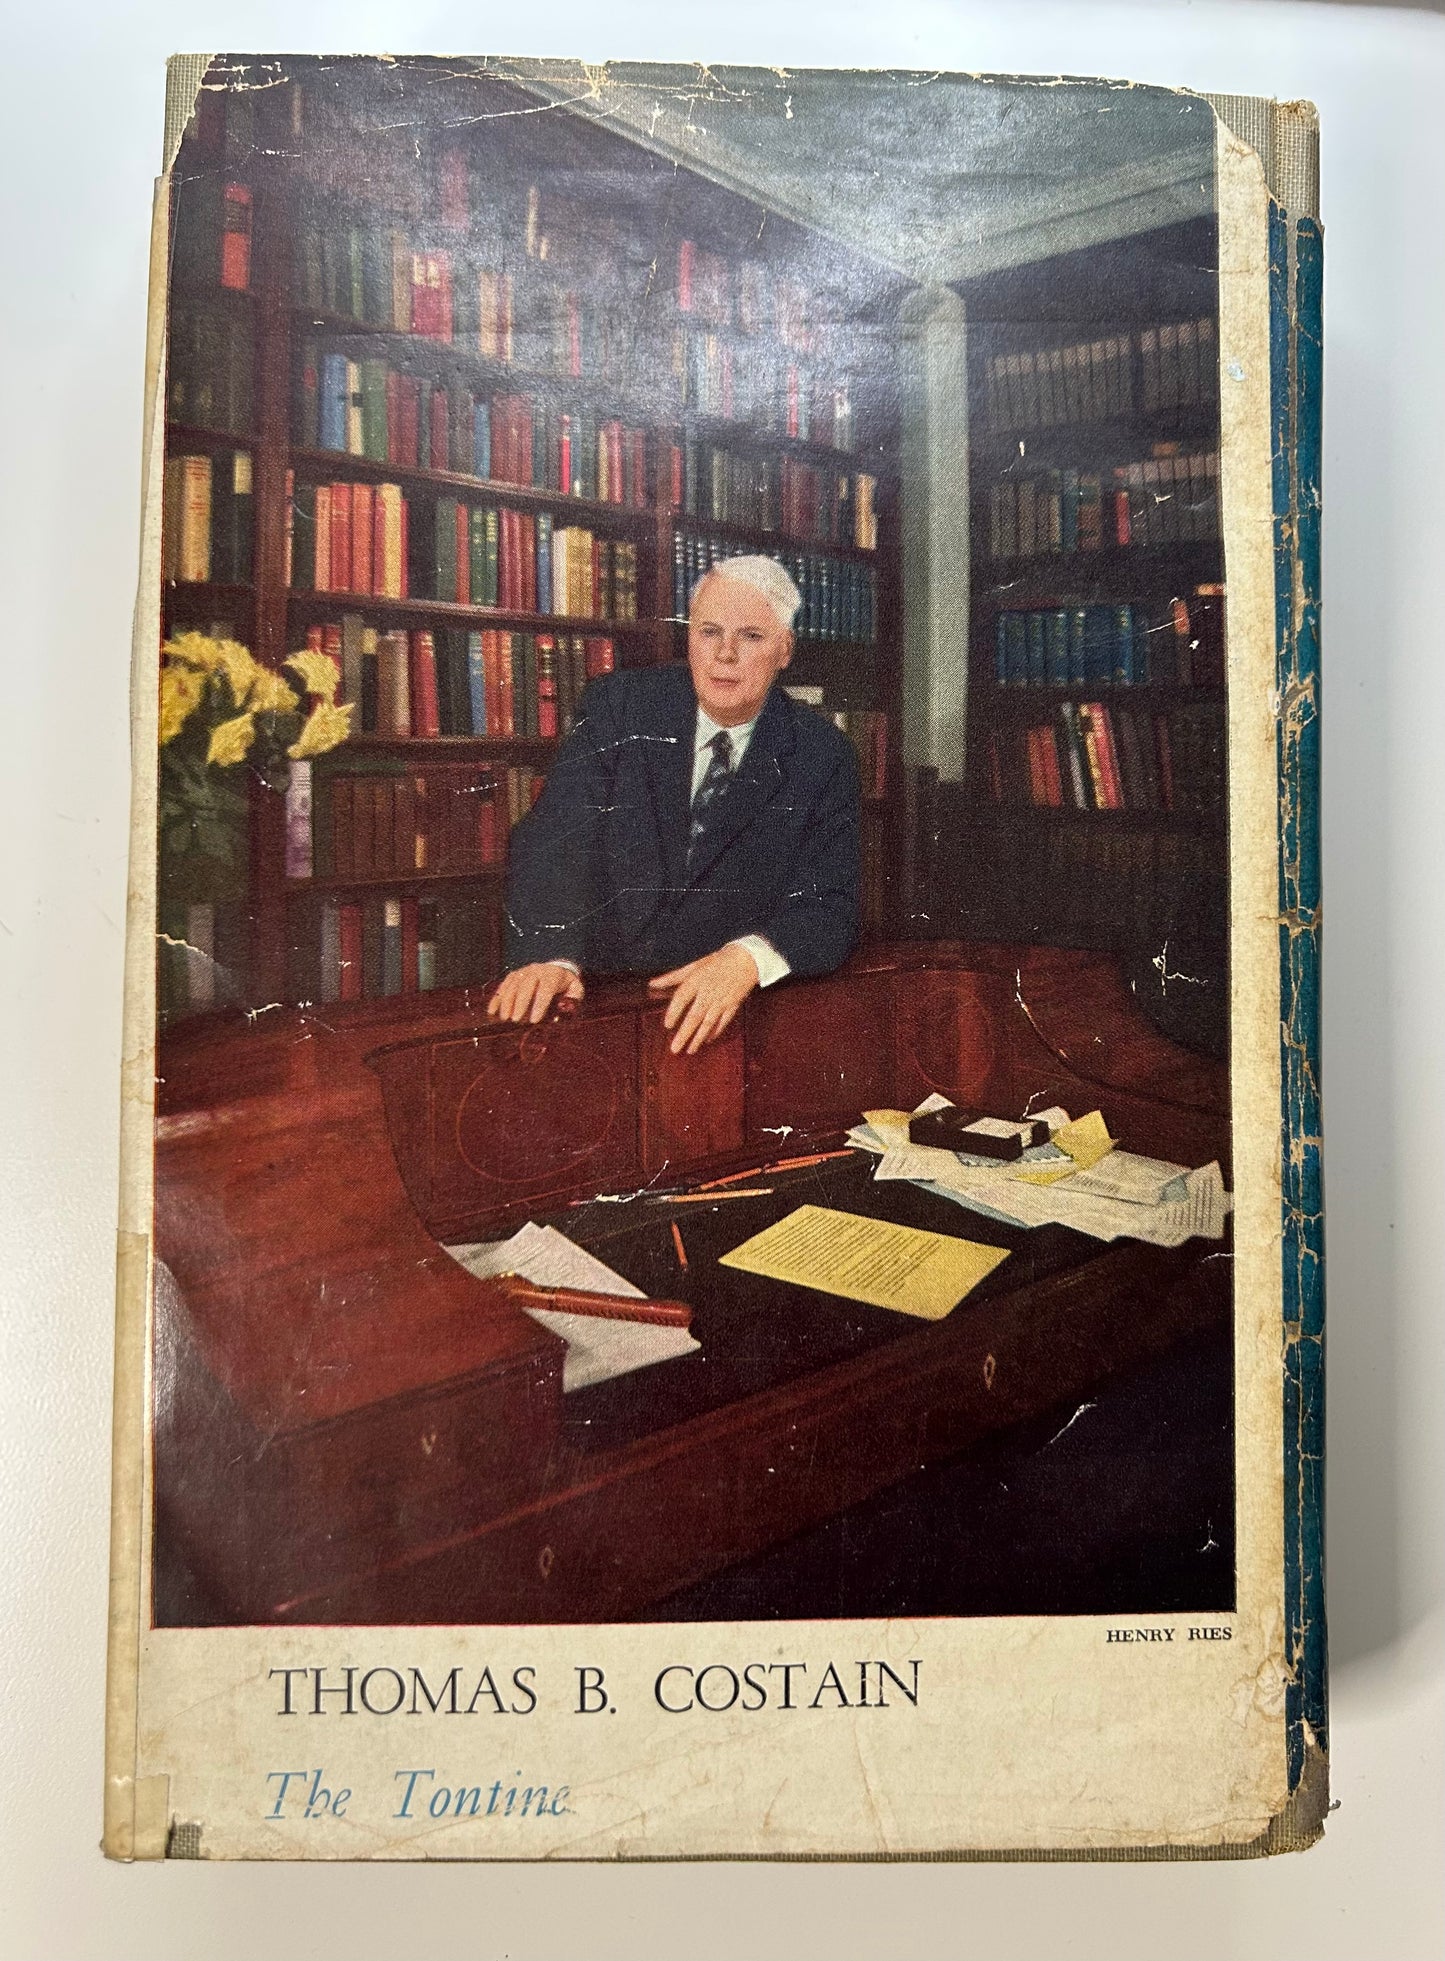 HENRY RIES
THOMAS B. COSTAIN
The Tontine